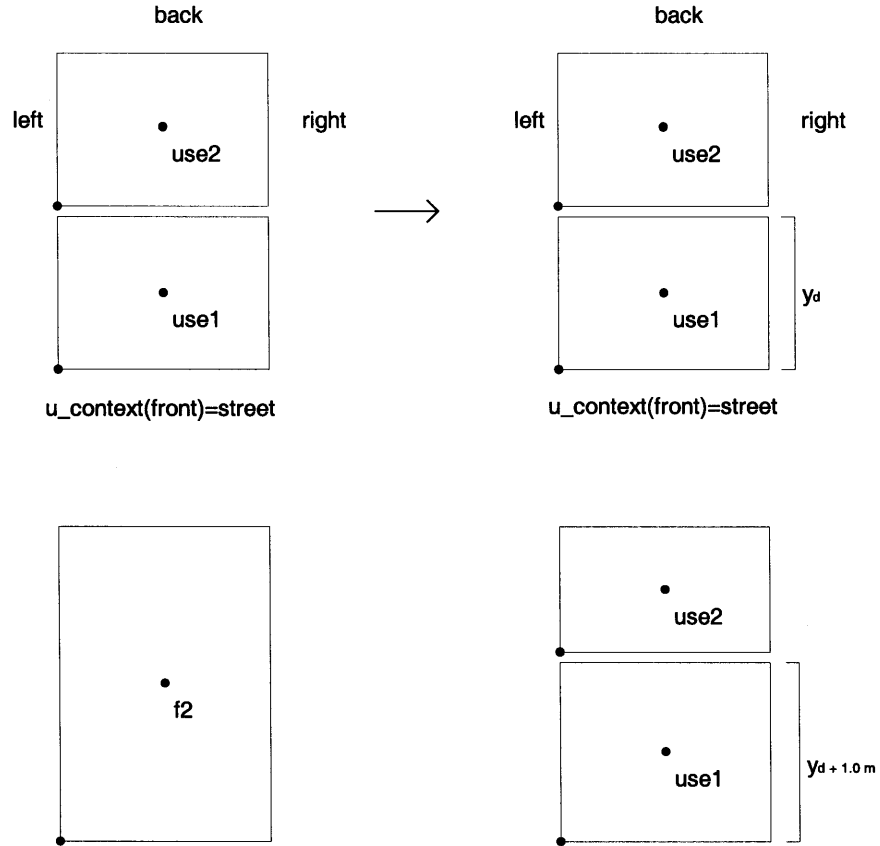 back back
left right left right
use2 use2
use1 use1 yd
u_context(front)=street u_context(front)=street
use2
f2
use1 yd + 1.0 m